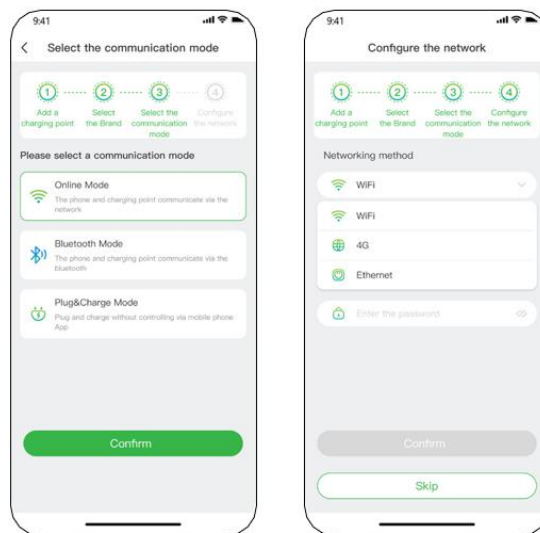 9:41
Select the communication mode
1
2
3
4
Add a
charging point
Select
the Brand
Select the
communication
mode
Configure
the network
Please select a communication mode
Online Mode
The phone and charging point communicate via the
network
Bluetooth Mode
The phone and charging point communicate via the
bluetooth
Plug&Charge Mode
Plug and charge without controlling via mobile phone
App
Confirm
9:41
Configure the network
1
2
3
4
Add a
charging point
Select
the Brand
Select the
communication
mode
Configure
the network
Networking method
WiFi
WiFi
4G
Ethernet
Enter the password
Confirm
Skip